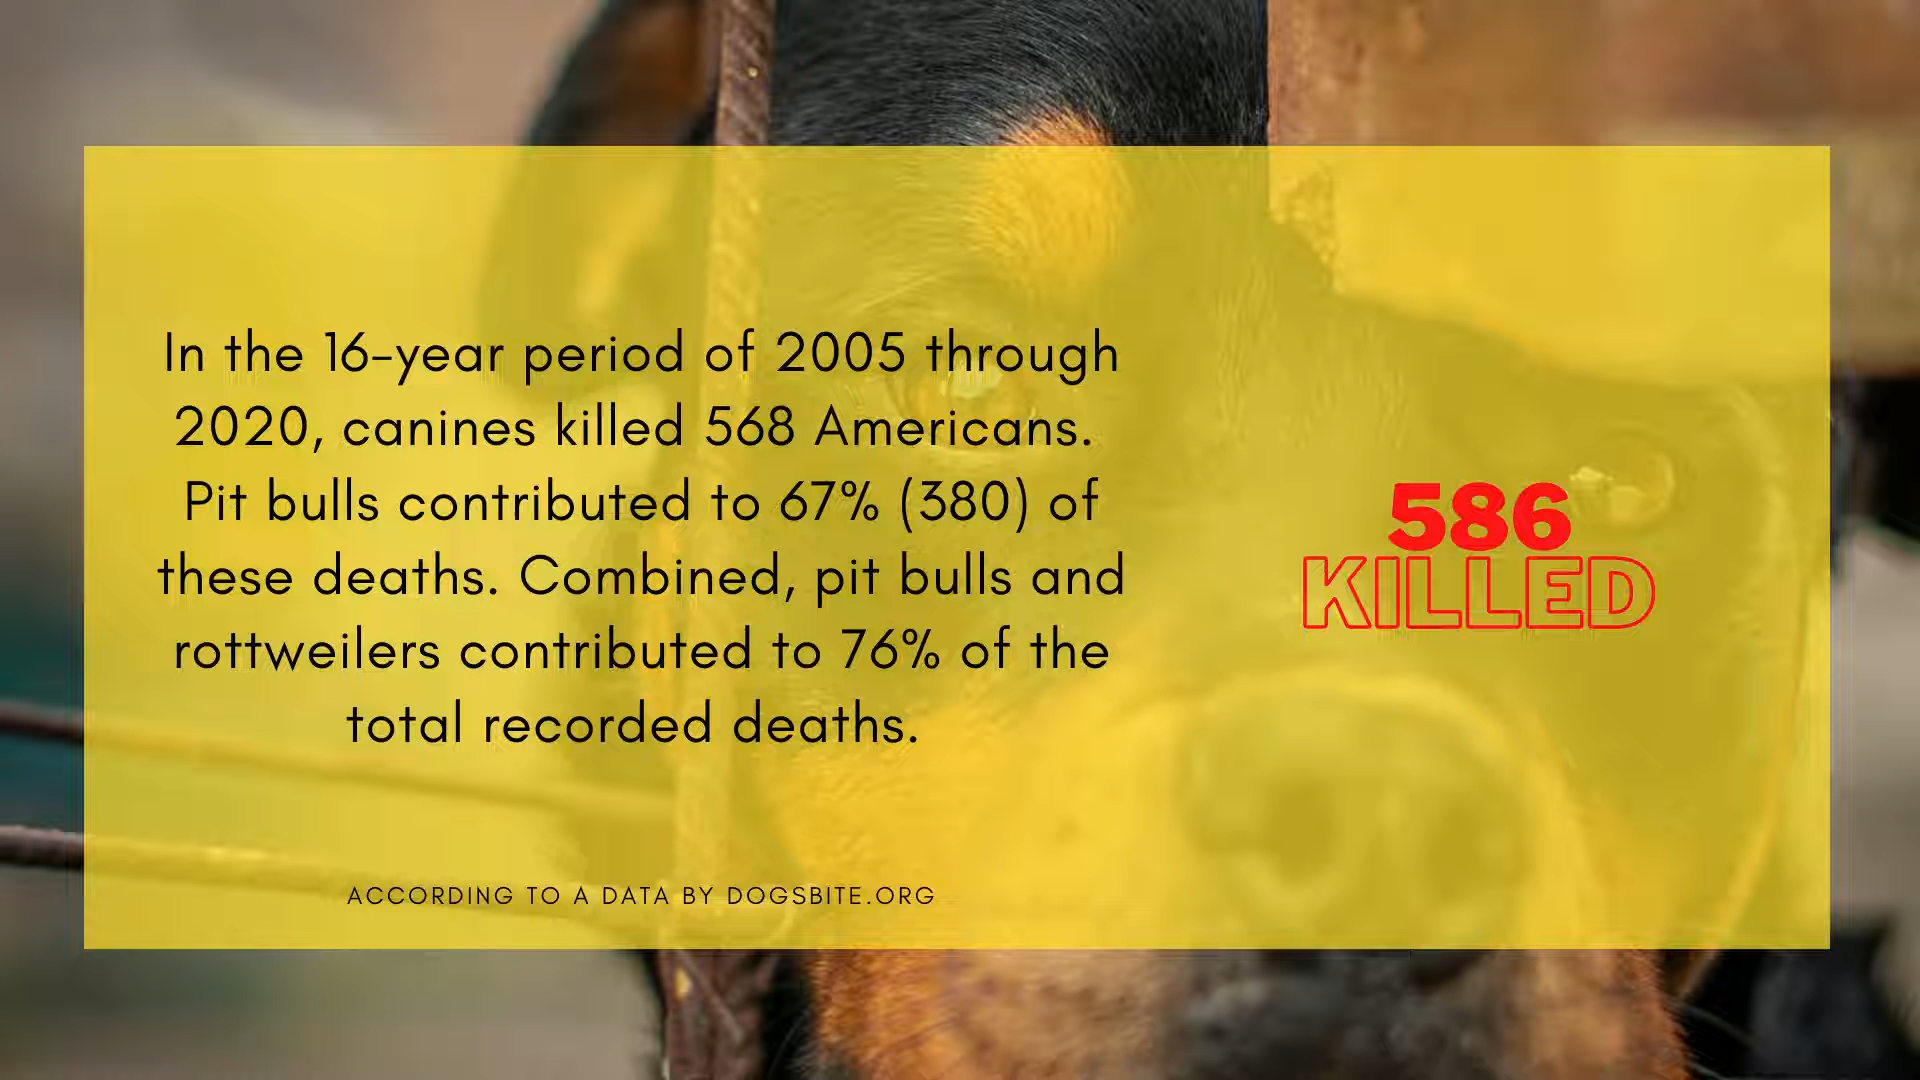 In the 16-year period of 2005 through
2020, canines killed 568 Americans.
Pit bulls contributed to 67% (380) of
these deaths. Combined, pit bulls and
rottweilers contributed to 76% of the
total recorded deaths.
ACCORDING TO A DATA BY DOGSBITE.ORG
586
KILLED